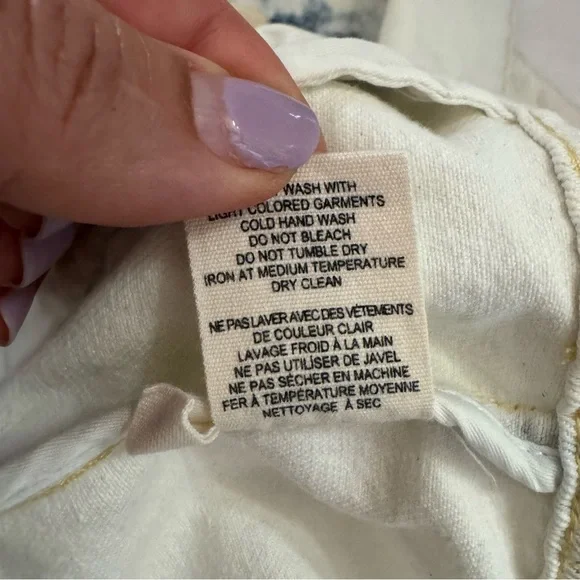 WASH WITH
LIGHT COLORED GARMENTS
COLD HAND WASH
DO NOT BLEACH
DO NOT TUMBLE DRY
IRON AT MEDIUM TEMPERATURE
DRY CLEAN
NE PAS LAVER AVEC DES VÉTEMENTS
DE COULEUR CLAIR
LAVAGE FROID À LA MAIN
NE PAS UTILISER DE JAVEL
NE PAS SÉCHER EN MACHINE
FER À TEMPÉRATURE MOYENNE
NETTOYAGE À SEC